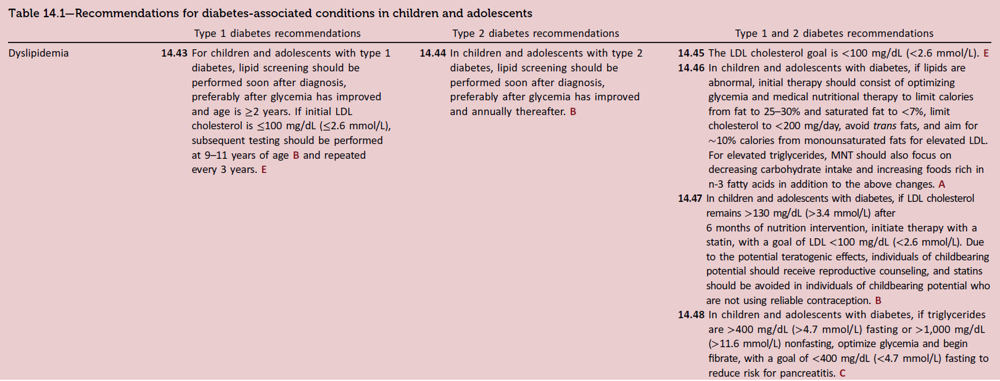 Table 14.1—Recommendations for diabetes-associated conditions in children and adolescents
Type 1 diabetes recommendations
Type 2 diabetes recommendations
Type 1 and 2 diabetes recommendations
Dyslipidemia
14.43 For children and adolescents with type 1
diabetes, lipid screening should be
performed soon after diagnosis,
preferably after glycemia has improved
and age is ≥2 years. If initial LDL
cholesterol is ≤100 mg/dL (≤2.6 mmol/L),
subsequent testing should be performed
at 9–11 years of age B and repeated
every 3 years. E
14.44 In children and adolescents with type 2
diabetes, lipid screening should be
performed soon after diagnosis,
preferably after glycemia has improved
and annually thereafter. B
14.45 The LDL cholesterol goal is <100 mg/dL (<2.6 mmol/L). E
14.46 In children and adolescents with diabetes, if lipids are
abnormal, initial therapy should consist of optimizing
glycemia and medical nutritional therapy to limit calories
from fat to 25–30% and saturated fat to <7%, limit
cholesterol to <200 mg/day, avoid trans fats, and aim for
∼10% calories from monounsaturated fats for elevated LDL.
For elevated triglycerides, MNT should also focus on
decreasing carbohydrate intake and increasing foods rich in
n-3 fatty acids in addition to the above changes. A
14.47 In children and adolescents with diabetes, if LDL cholesterol
remains >130 mg/dL (>3.4 mmol/L) after
6 months of nutrition intervention, initiate therapy with a
statin, with a goal of LDL <100 mg/dL (<2.6 mmol/L). Due
to the potential teratogenic effects, individuals of childbearing
potential should receive reproductive counseling, and statins
should be avoided in individuals of childbearing potential who
are not using reliable contraception. B
14.48 In children and adolescents with diabetes, if triglycerides
are >400 mg/dL (>4.7 mmol/L) fasting or >1,000 mg/dL
(>11.6 mmol/L) nonfasting, optimize glycemia and begin
fibrate, with a goal of <400 mg/dL (<4.7 mmol/L) fasting to
reduce risk for pancreatitis. C